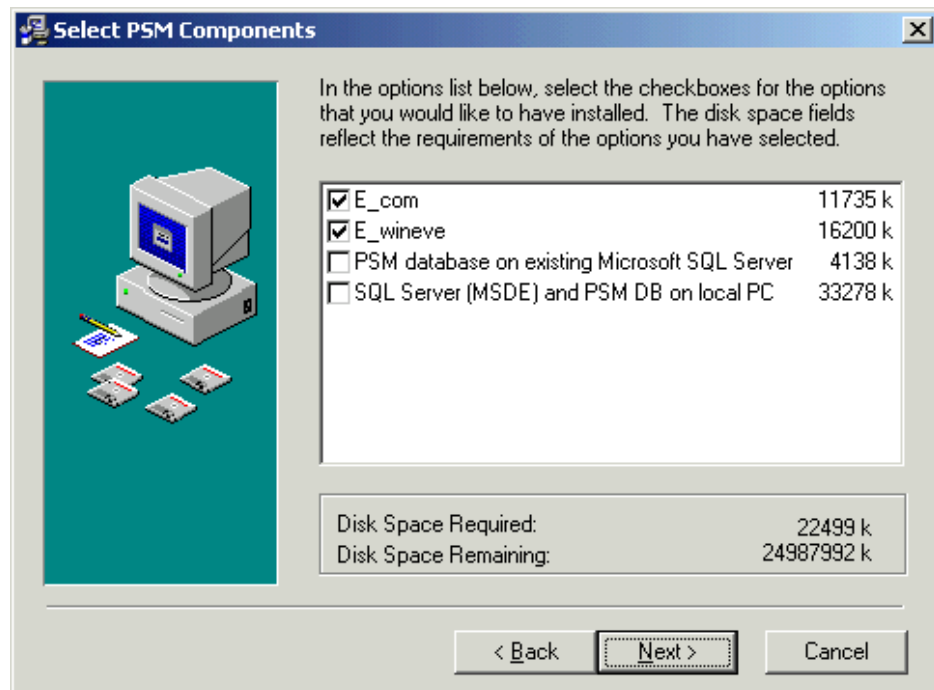 Select PSM Components
In the options list below, select the checkboxes for the options
that you would like to have installed. The disk space fields
reflect the requirements of the options you have selected.
E_com 11735 k
E_wineve 16200 k
PSM database on existing Microsoft SQL Server 4138 k
SQL Server (MSDE) and PSM DB on local PC 33278 k
Disk Space Required: 22499 k
Disk Space Remaining: 24987992 k
< Back Next > Cancel